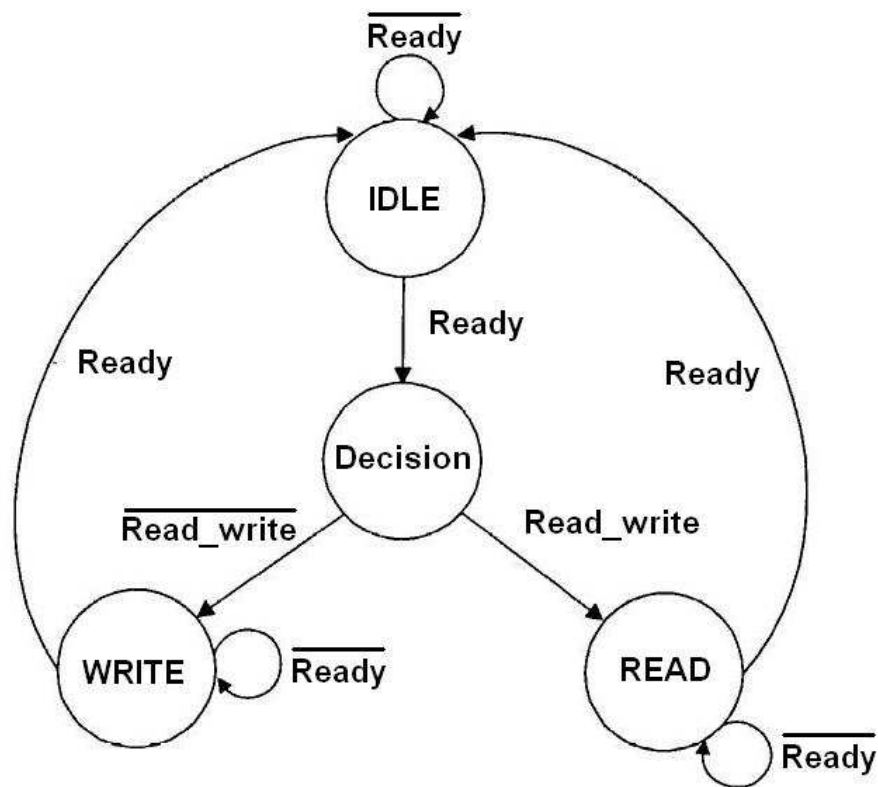 Ready
IDLE
Ready
Ready
Ready
Decision
Read_write
Read_write
WRITE
Ready
READ
Ready